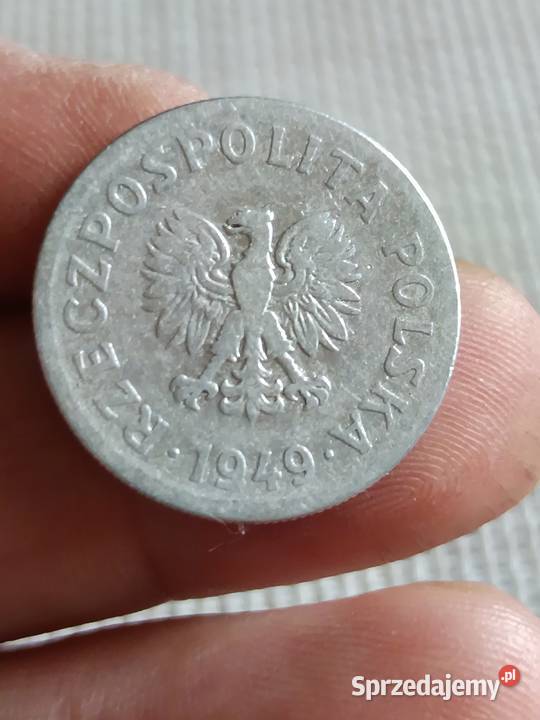 · RZECZPOSPOLITA POLSKA ·
1949
Sprzedajemy.pl